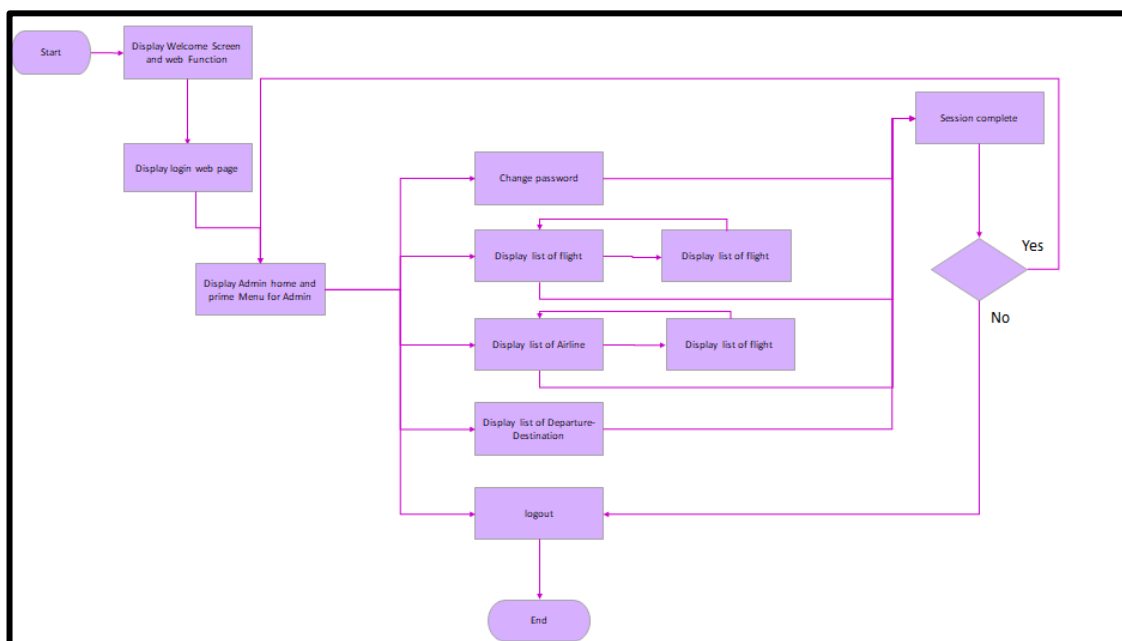 Start
Display Welcome Screen
and web Function
Session complete
Display login web page
Change password
Yes
Display list of flight
Display list of flight
Display Admin home and
prime Menu for Admin
No
Display list of Airline
Display list of flight
Display list of Departure-
Destination
logout
End